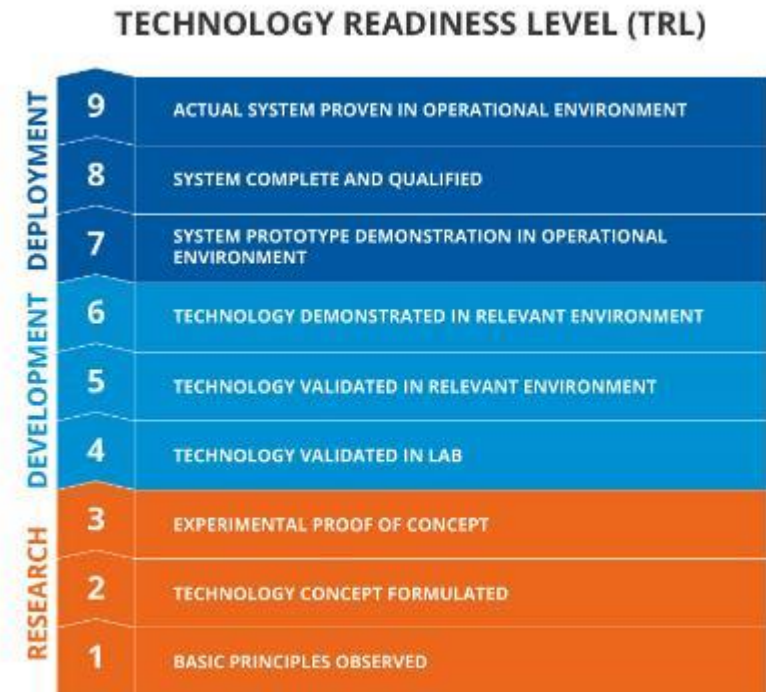 TECHNOLOGY READINESS LEVEL (TRL)
DEPLOYMENT
9 ACTUAL SYSTEM PROVEN IN OPERATIONAL ENVIRONMENT
8 SYSTEM COMPLETE AND QUALIFIED
7 SYSTEM PROTOTYPE DEMONSTRATION IN OPERATIONAL
ENVIRONMENT
DEVELOPMENT
6 TECHNOLOGY DEMONSTRATED IN RELEVANT ENVIRONMENT
5 TECHNOLOGY VALIDATED IN RELEVANT ENVIRONMENT
4 TECHNOLOGY VALIDATED IN LAB
RESEARCH
3 EXPERIMENTAL PROOF OF CONCEPT
2 TECHNOLOGY CONCEPT FORMULATED
1 BASIC PRINCIPLES OBSERVED